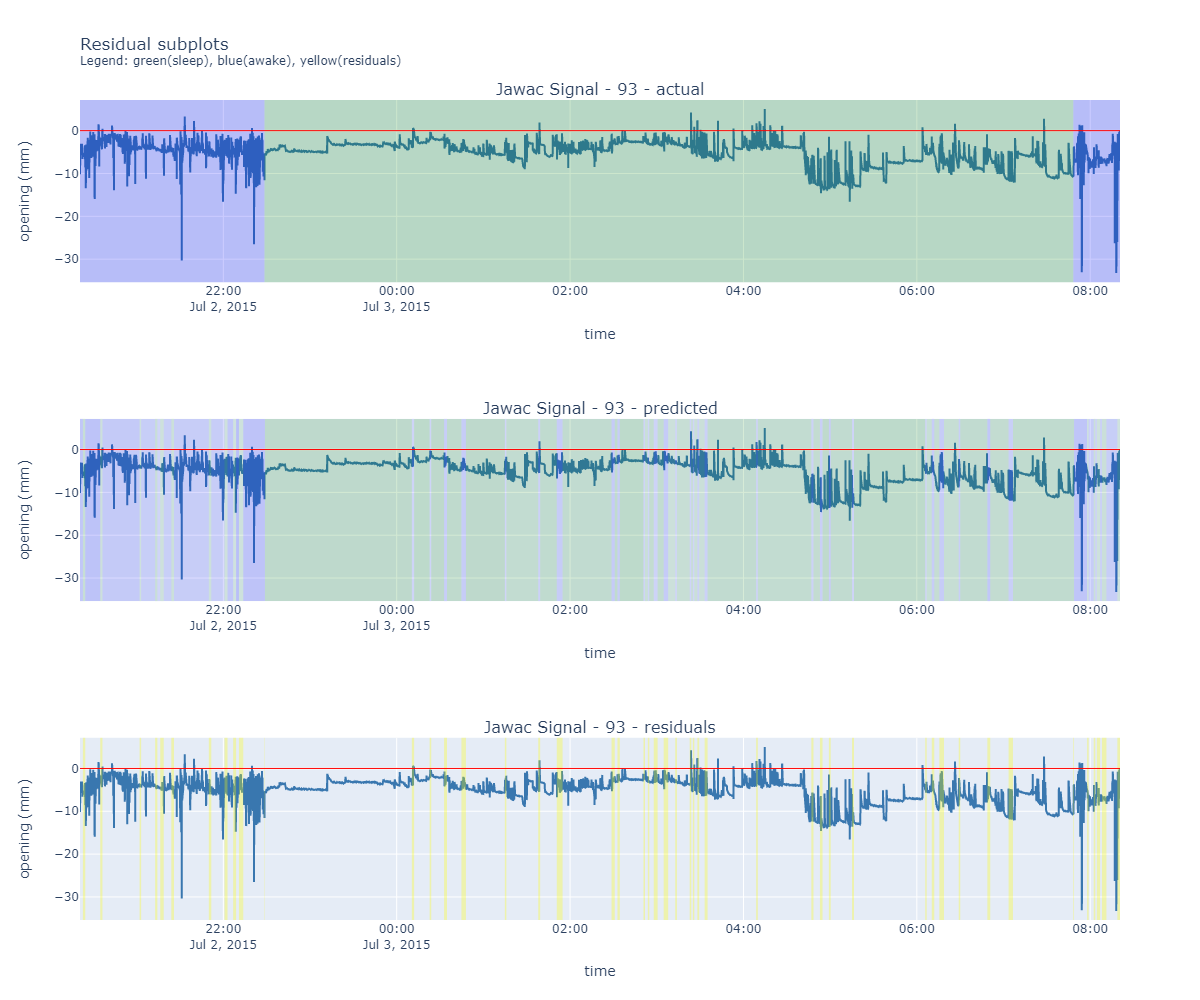 Residual subplots
Legend: green(sleep), blue(awake), yellow(residuals)
Jawac Signal - 93 - actual
0
−10
−20
−30
opening (mm)
22:00
Jul 2, 2015
00:00
Jul 3, 2015
02:00
04:00
06:00
08:00
time
Jawac Signal - 93 - predicted
0
−10
−20
−30
opening (mm)
22:00
Jul 2, 2015
00:00
Jul 3, 2015
02:00
04:00
06:00
08:00
time
Jawac Signal - 93 - residuals
0
−10
−20
−30
opening (mm)
22:00
Jul 2, 2015
00:00
Jul 3, 2015
02:00
04:00
06:00
08:00
time